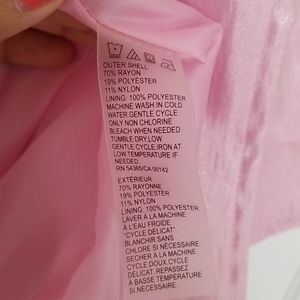 OUTER SHELL
70% RAYON
19% POLYESTER
11% NYLON
LINING: 100% POLYESTER
MACHINE WASH IN COLD
WATER,GENTLE CYCLE
ONLY NON CHLORINE
BLEACH WHEN NEEDED.
TUMBLE DRY,LOW
GENTLE CYCLE,IRON AT
LOW TEMPERATURE IF
NEEDED.
RN 54365/CA 00142
EXTÉRIEUR:
70% RAYONNE
19% POLYESTER
11% NYLON
LINING: 100% POLYESTER
LAVER À LA MACHINE
À L'EAU FROIDE.
"CYCLE DÉLICAT".
BLANCHIR SANS
CHLORE SI NÉCESSAIRE.
SECHER À LA MACHINE
CYCLE DOUX CYCLE
DÉLICAT. REPASSEZ
À BASSE TEMPÉRATURE
SI NÉCESSAIRE